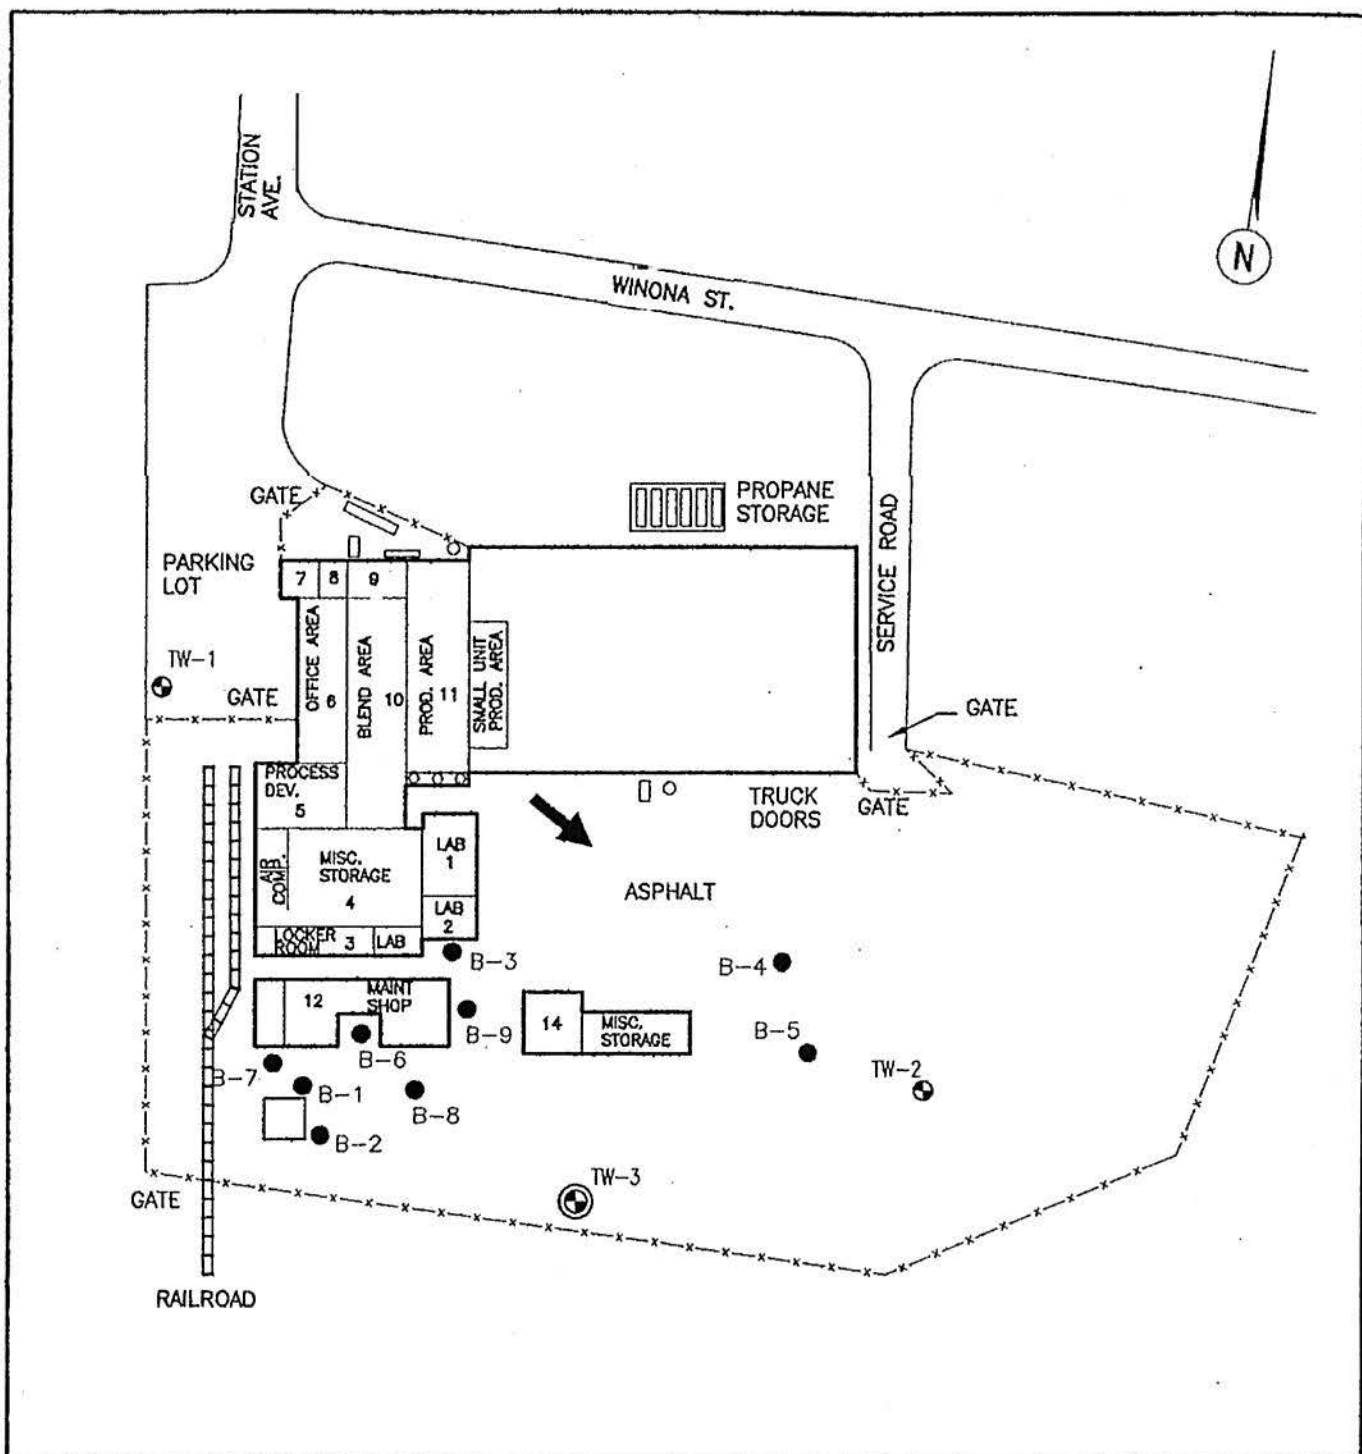 STATION
AVE.
N
WINONA ST.
GATE
PROPANE
STORAGE
SERVICE ROAD
PARKING
LOT
7
8
9
TW-1
GATE
OFFICE AREA
6
BLEND AREA
10
PROD. AREA
11
SMALL UNIT
PROD. AREA
GATE
PROCESS
DEV.
5
TRUCK
DOORS
GATE
AIR
COMP.
MISC.
STORAGE
4
LAB
1
LAB
2
ASPHALT
LOCKER
ROOM
3
LAB
B-3
B-4
12
MAINT
SHOP
B-9
14
MISC.
STORAGE
B-5
B-6
B-7
B-1
B-8
TW-2
B-2
TW-3
GATE
RAILROAD